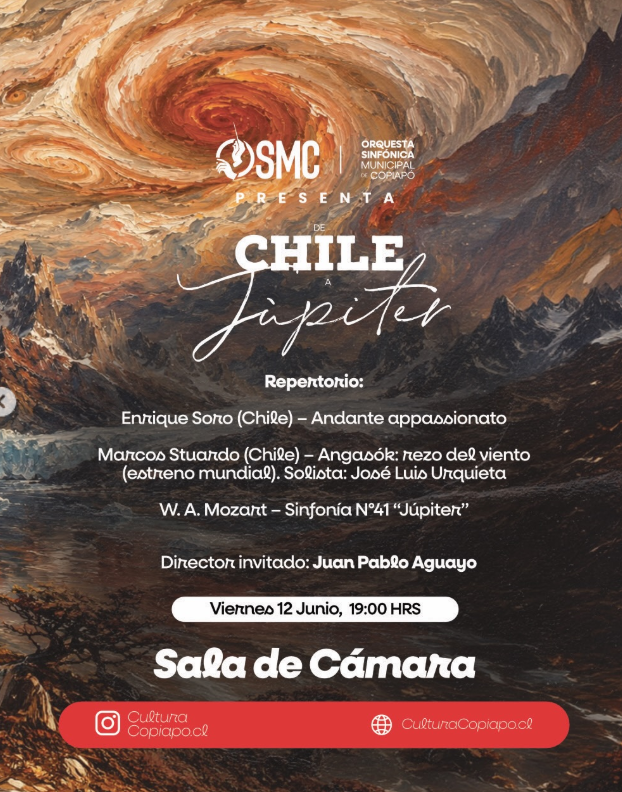 OSMC
ORQUESTA
SINFÓNICA
MUNICIPAL
DE COPIAPÓ
PRESENTA
DE
CHILE
A
Júpiter
Repertorio:
Enrique Soro (Chile) – Andante appassionato
Marcos Stuardo (Chile) – Angasók: rezo del viento
(estreno mundial). Solista: José Luis Urquieta
W. A. Mozart – Sinfonía N°41 “Júpiter”
Director invitado: Juan Pablo Aguayo
Viernes 12 Junio, 19:00 HRS
Sala de Cámara
Cultura
Copiapo.cl
CulturaCopiapo.cl